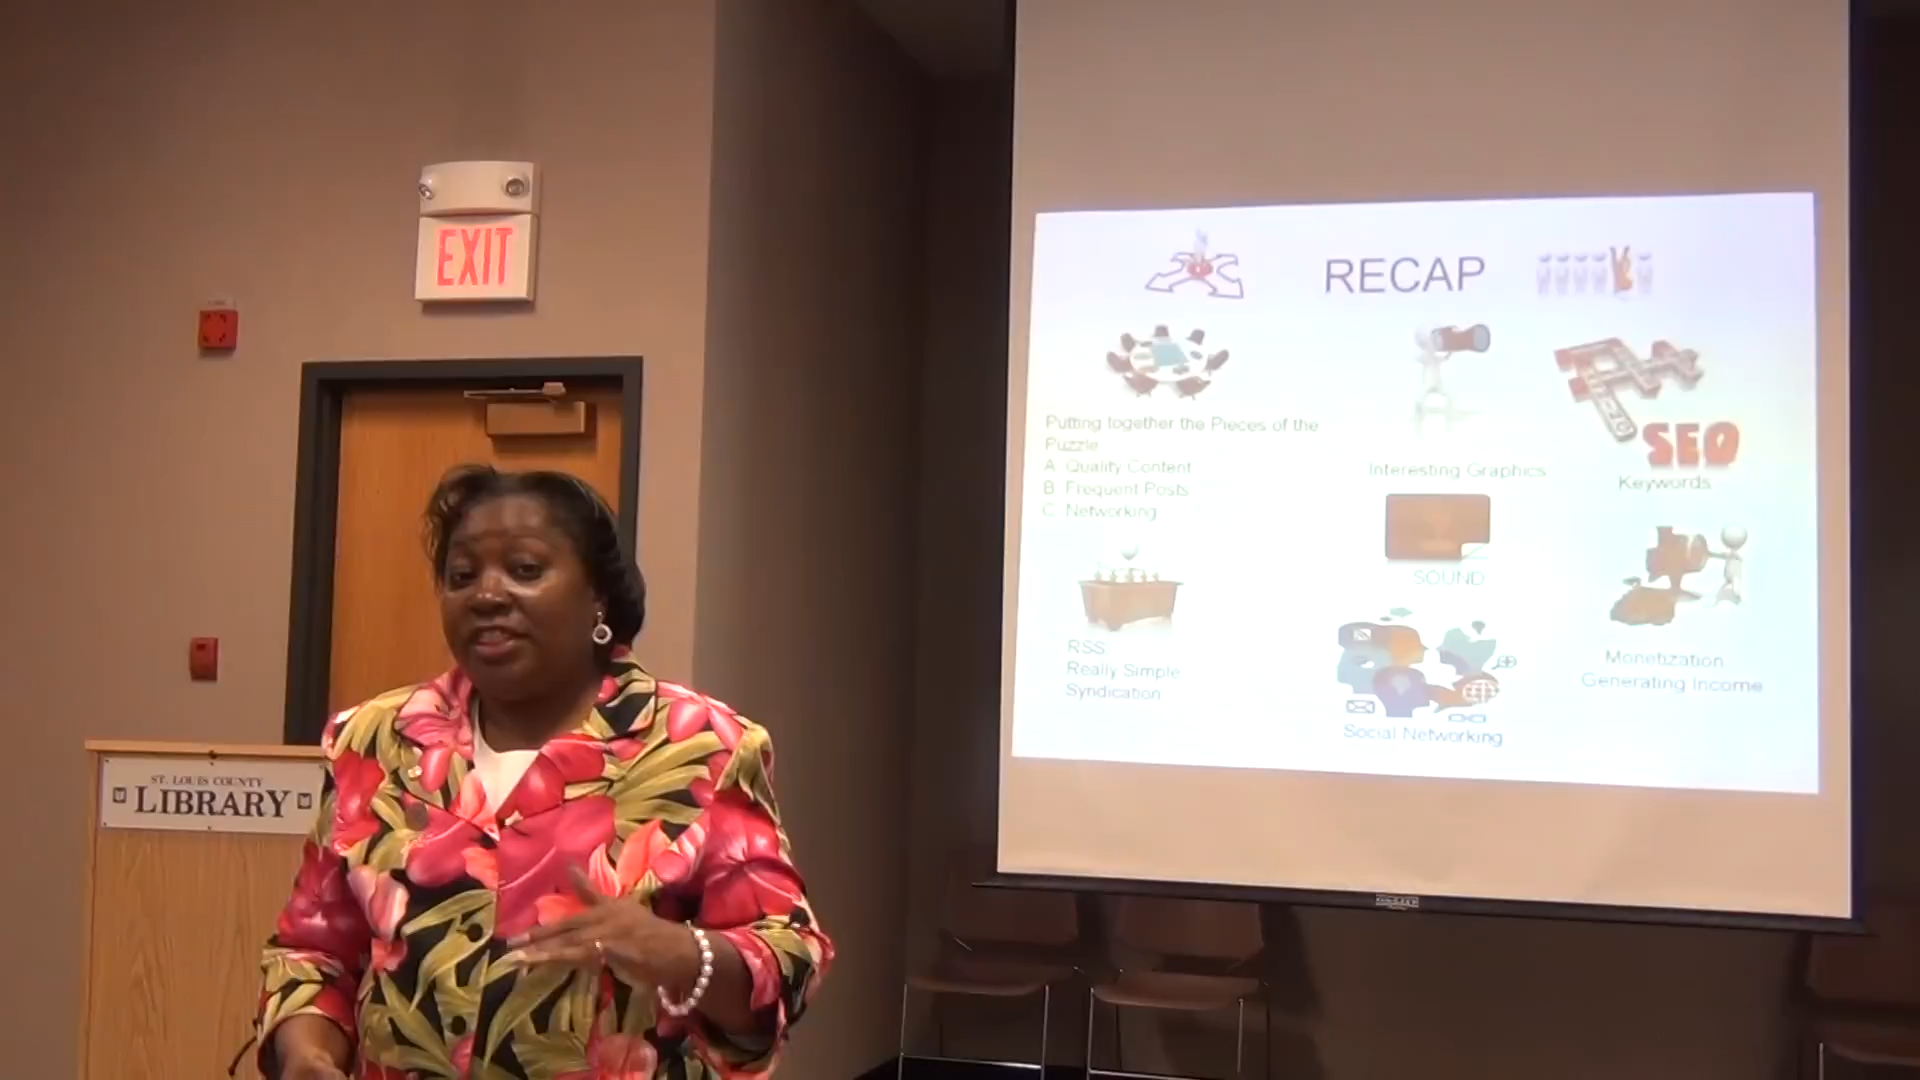 EXIT
ST. LOUIS COUNTY
LIBRARY
RECAP
Putting together the Pieces of the
Puzzle
A. Quality Content
B. Frequent Posts
C. Networking
Interesting Graphics
SEO
Keywords
SOUND
RSS:
Really Simple
Syndication
Social Networking
Monetization
Generating Income